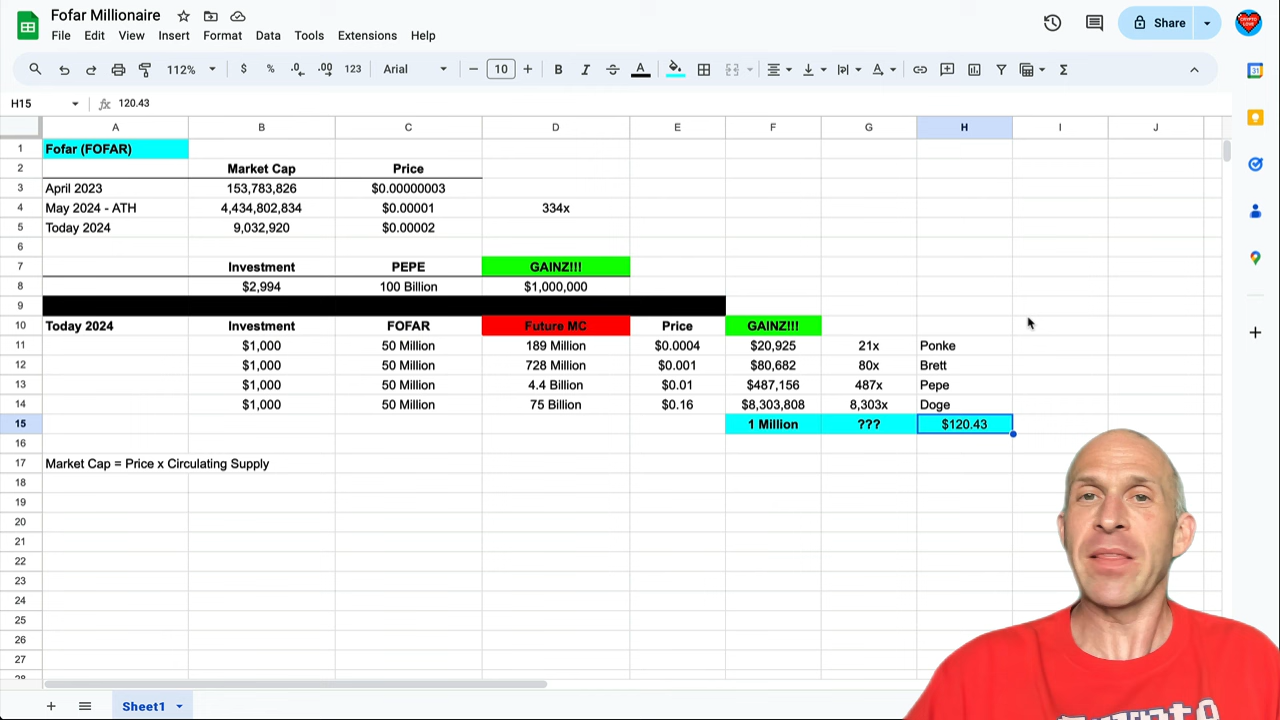 Fofar Millionaire
File Edit View Insert Format Data Tools Extensions Help
Share
CRYPTO LOVE
112% $ % .0 .00 123 Arial 10 B I A Σ
H15 fx 120.43
A B C D E F G H I J
1 Fofar (FOFAR)
2 Market Cap Price
3 April 2023 153,783,826 $0.00000003
4 May 2024 - ATH 4,434,802,834 $0.00001 334x
5 Today 2024 9,032,920 $0.00002
6
7 Investment PEPE GAINZ!!!
8 $2,994 100 Billion $1,000,000
9
10 Today 2024 Investment FOFAR Future MC Price GAINZ!!!
11 $1,000 50 Million 189 Million $0.0004 $20,925 21x Ponke
12 $1,000 50 Million 728 Million $0.001 $80,682 80x Brett
13 $1,000 50 Million 4.4 Billion $0.01 $487,156 487x Pepe
14 $1,000 50 Million 75 Billion $0.16 $8,303,808 8,303x Doge
15 1 Million ??? $120.43
16
17 Market Cap = Price x Circulating Supply
18
19
20
21
22
23
24
25
26
27
Sheet1
31